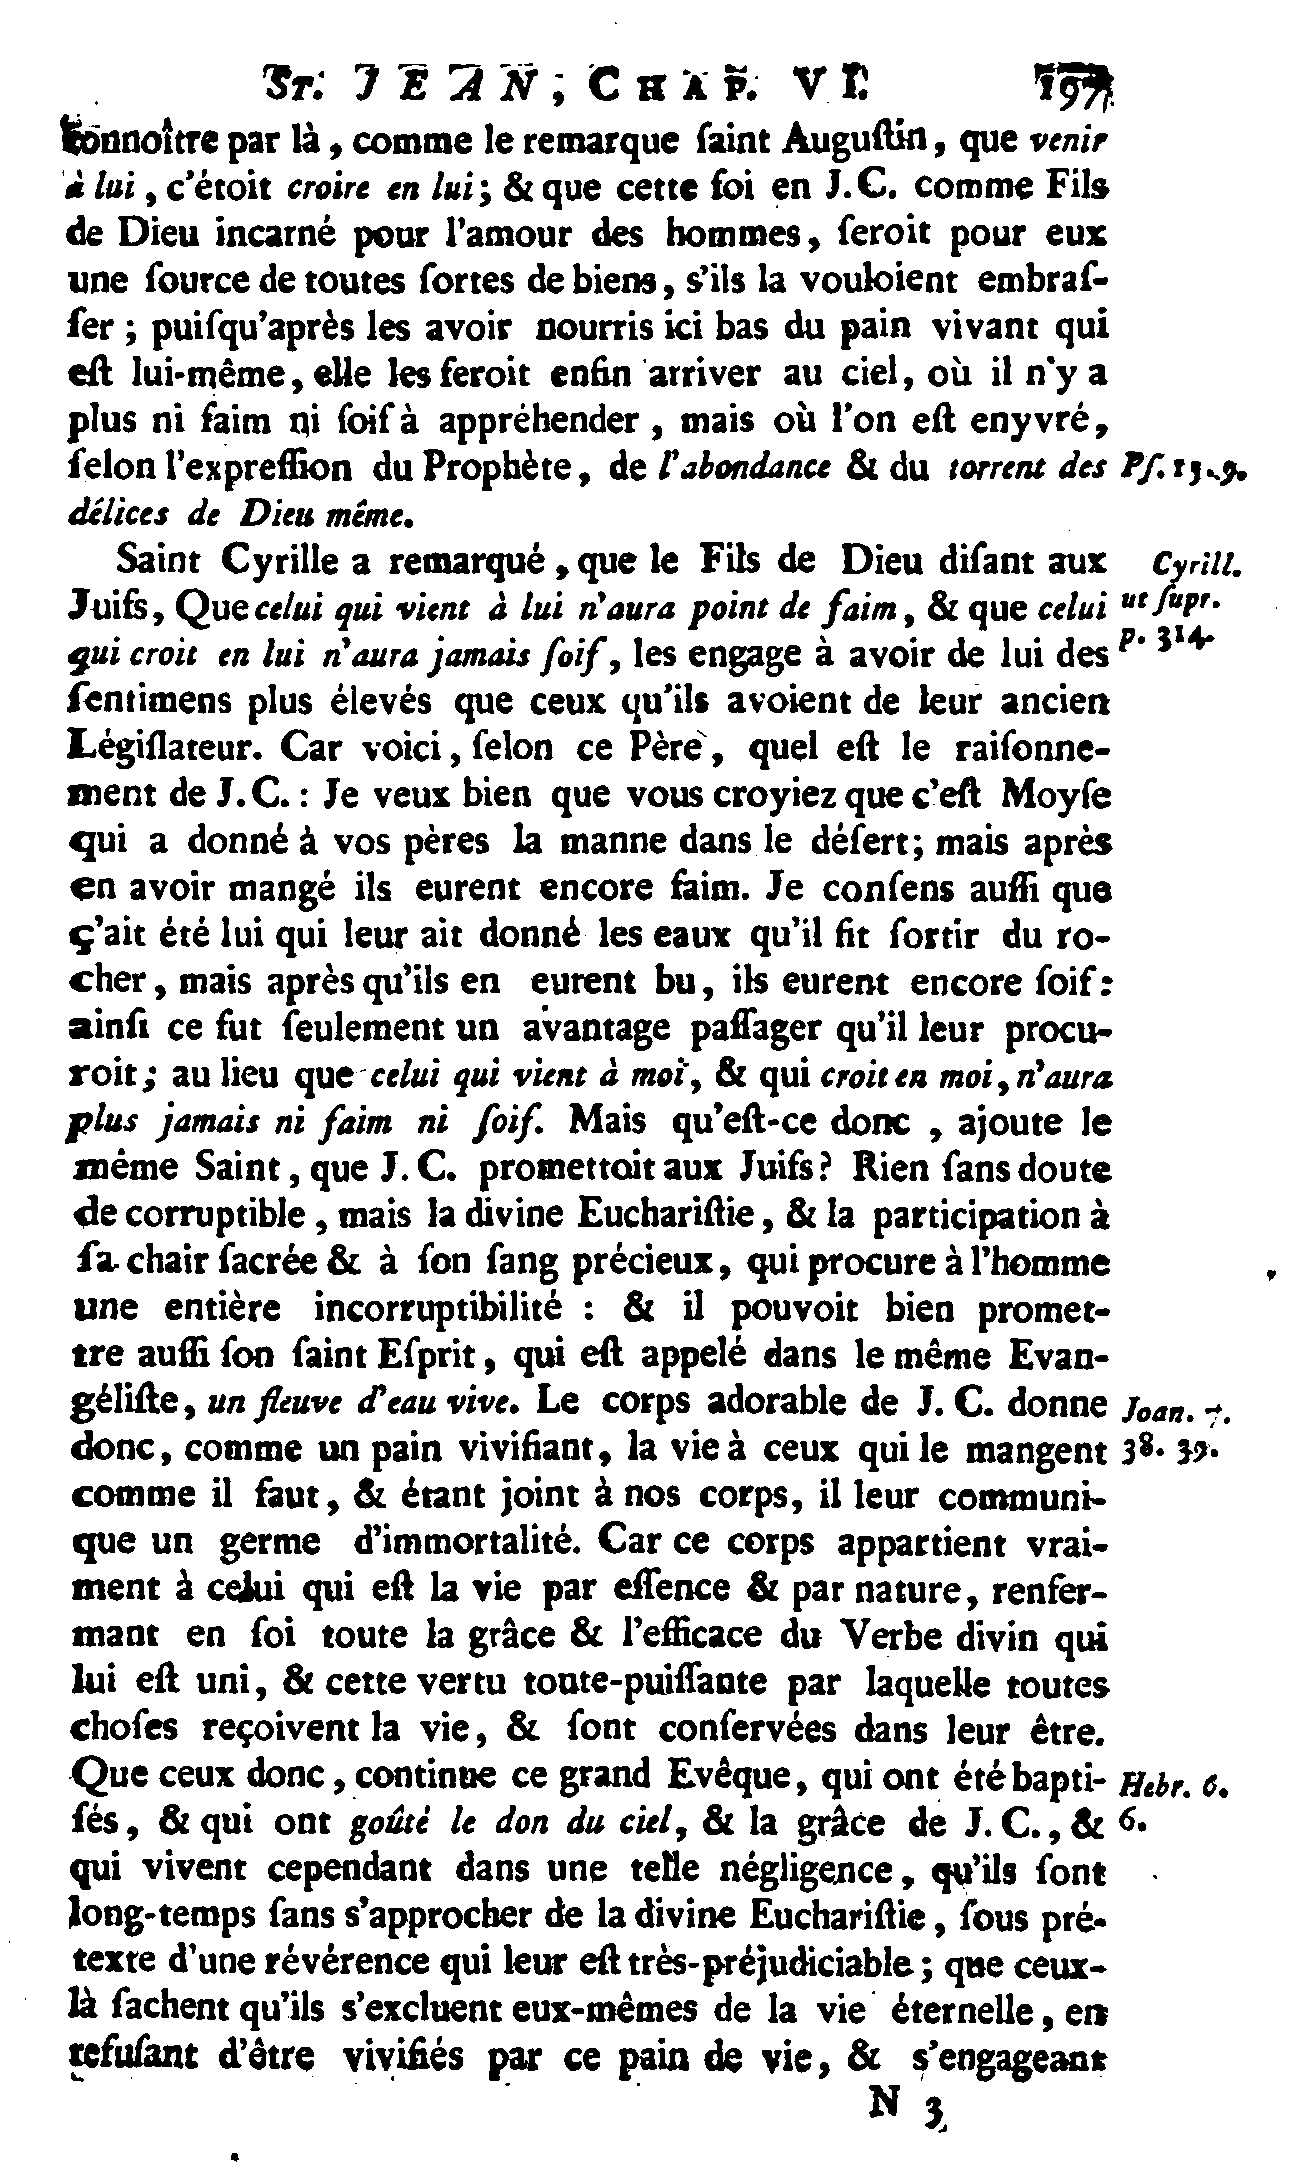 St. JEAN, CHAP. VI. 197
connoître par là, comme le remarque ſaint Auguſtin, que venir
à lui, c'étoit croire en lui; & que cette foi en J.C. comme Fils
de Dieu incarné pour l'amour des hommes, ſeroit pour eux
une ſource de toutes ſortes de biens, s'ils la vouloient embraſ-
ſer ; puiſqu'après les avoir nourris ici bas du pain vivant qui
eſt lui-même, elle les feroit enfin arriver au ciel, où il n'y a
plus ni faim ni ſoif à appréhender, mais où l'on eſt enyvré,
ſelon l'expreſſion du Prophète, de l'abondance & du torrent des Pſ.
délices de Dieu même.
Saint Cyrille a remarqué, que le Fils de Dieu diſant aux Cyrill.
Juifs, Que celui qui vient à lui n'aura point de faim, & que celui ut ſupr.
qui croit en lui n'aura jamais ſoif, les engage à avoir de lui des p. 314.
ſentimens plus élevés que ceux qu'ils avoient de leur ancien
Légiſlateur. Car voici, ſelon ce Père, quel eſt le raiſonne-
ment de J.C. : Je veux bien que vous croyiez que c'eſt Moyſe
qui a donné à vos pères la manne dans le déſert; mais après
en avoir mangé ils eurent encore faim. Je conſens auſſi que
ç'ait été lui qui leur ait donné les eaux qu'il fit ſortir du ro-
cher, mais après qu'ils en eurent bu, ils eurent encore ſoif:
ainſi ce fut ſeulement un avantage paſſager qu'il leur procu-
roit; au lieu que celui qui vient à moi, & qui croit en moi, n'aura
plus jamais ni faim ni ſoif. Mais qu'eſt-ce donc, ajoute le
même Saint, que J. C. promettoit aux Juifs? Rien ſans doute
de corruptible, mais la divine Euchariſtie, & la participation à
ſa chair ſacrée & à ſon ſang précieux, qui procure à l'homme
une entière incorruptibilité : & il pouvoit bien promet-
tre auſſi ſon ſaint Eſprit, qui eſt appelé dans le même Evan-
géliſte, un fleuve d'eau vive. Le corps adorable de J. C. donne Joan. 7.
donc, comme un pain vivifiant, la vie à ceux qui le mangent 38. 39.
comme il faut, & étant joint à nos corps, il leur communi-
que un germe d'immortalité. Car ce corps appartient vrai-
ment à celui qui eſt la vie par eſſence & par nature, renfer-
mant en ſoi toute la grâce & l'efficace du Verbe divin qui
lui eſt uni, & cette vertu toute-puiſſante par laquelle toutes
choſes reçoivent la vie, & ſont conſervées dans leur être.
Que ceux donc, continue ce grand Evêque, qui ont été bapti- Hebr. 6.
ſés, & qui ont goûté le don du ciel, & la grâce de J. C., & 6.
qui vivent cependant dans une telle négligence, qu'ils ſont
long-temps ſans s'approcher de la divine Euchariſtie, ſous pré-
texte d'une révérence qui leur eſt très-préjudiciable; que ceux-
là ſachent qu'ils s'excluent eux-mêmes de la vie éternelle, en
refuſant d'être vivifiés par ce pain de vie, & s'engageant
N 3